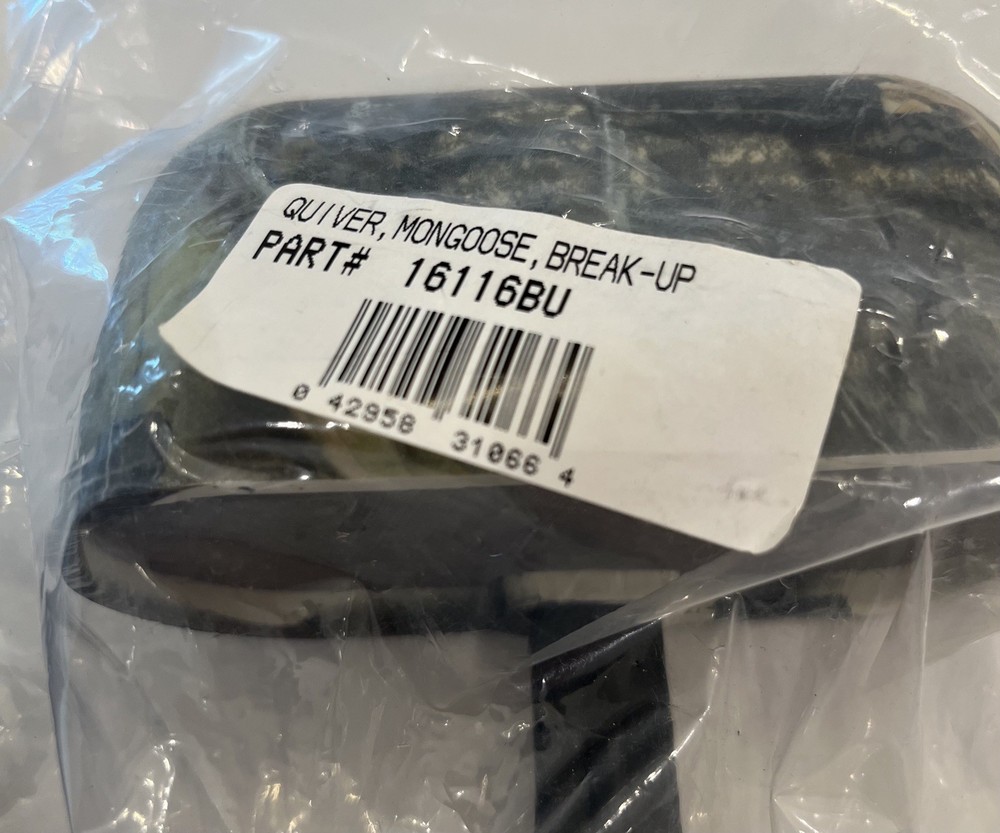 QUIVER, MONGOOSE, BREAK-UP
PART# 16116BU
0 42958 31066 4